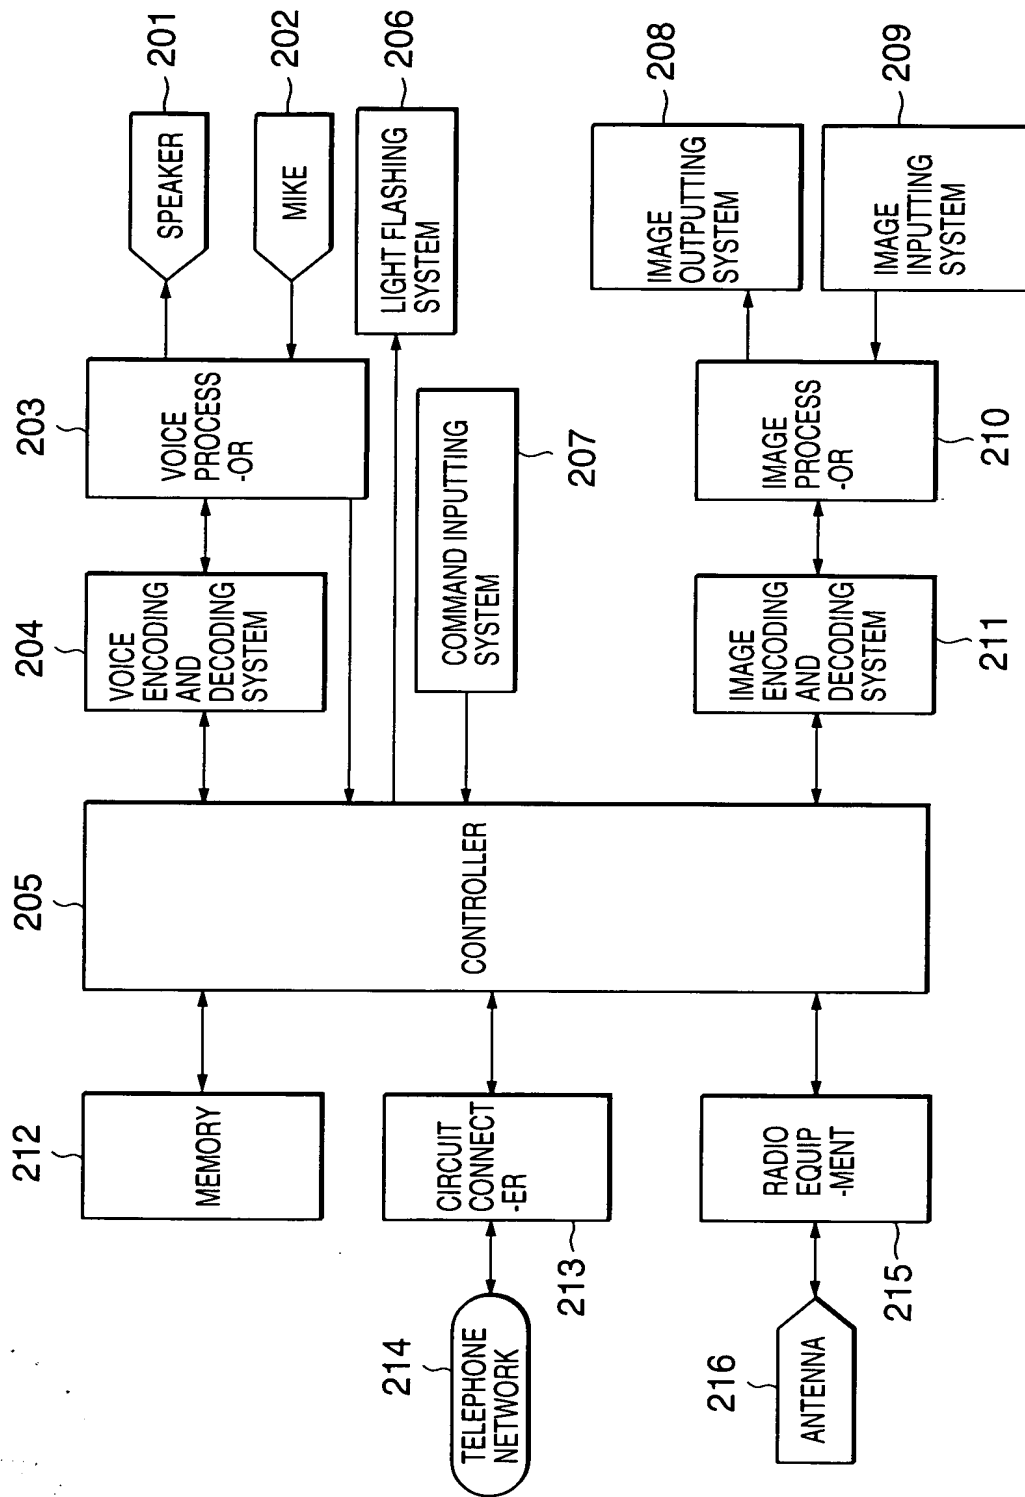 201
SPEAKER
202
MIKE
206
LIGHT FLASHING
SYSTEM
208
IMAGE
OUTPUTTING
SYSTEM
209
IMAGE
INPUTTING
SYSTEM
203
VOICE
PROCESS
-OR
207
COMMAND INPUTTING
SYSTEM
IMAGE
PROCESS
-OR
210
204
VOICE
ENCODING
AND
DECODING
SYSTEM
IMAGE
ENCODING
AND
DECODING
SYSTEM
211
205
CONTROLLER
212
MEMORY
CIRCUIT
CONNECT
-ER
213
RADIO
EQUIP
-MENT
215
214
TELEPHONE
NETWORK
216
ANTENNA